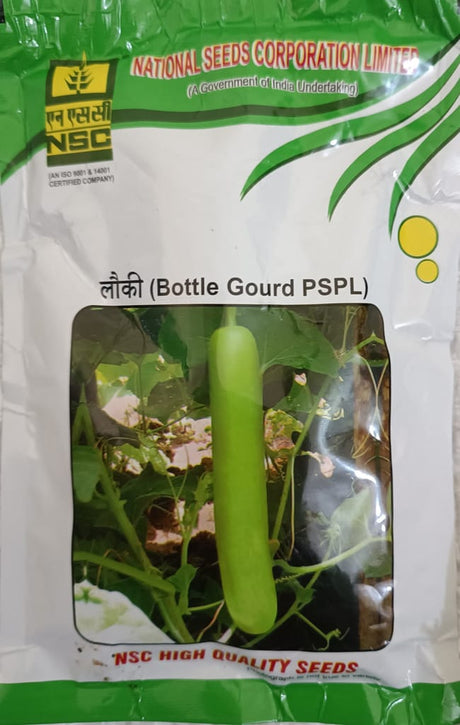 NATIONAL SEEDS CORPORATION LIMITED
(A Government of India Undertaking)
एन एस सी
NSC
(AN ISO 9001 & 14001
CERTIFIED COMPANY)
लौकी (Bottle Gourd PSPL)
NSC HIGH QUALITY SEEDS